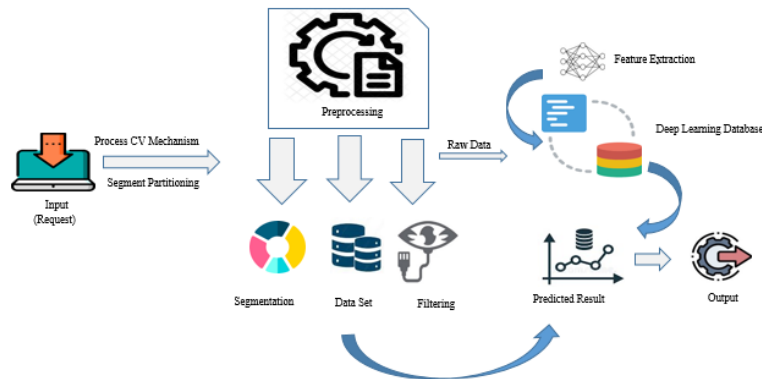 Preprocessing
Feature Extraction
Deep Learning Database
Process CV Mechanism
Segment Partitioning
Raw Data
Input
(Request)
Segmentation
Data Set
Filtering
Predicted Result
Output